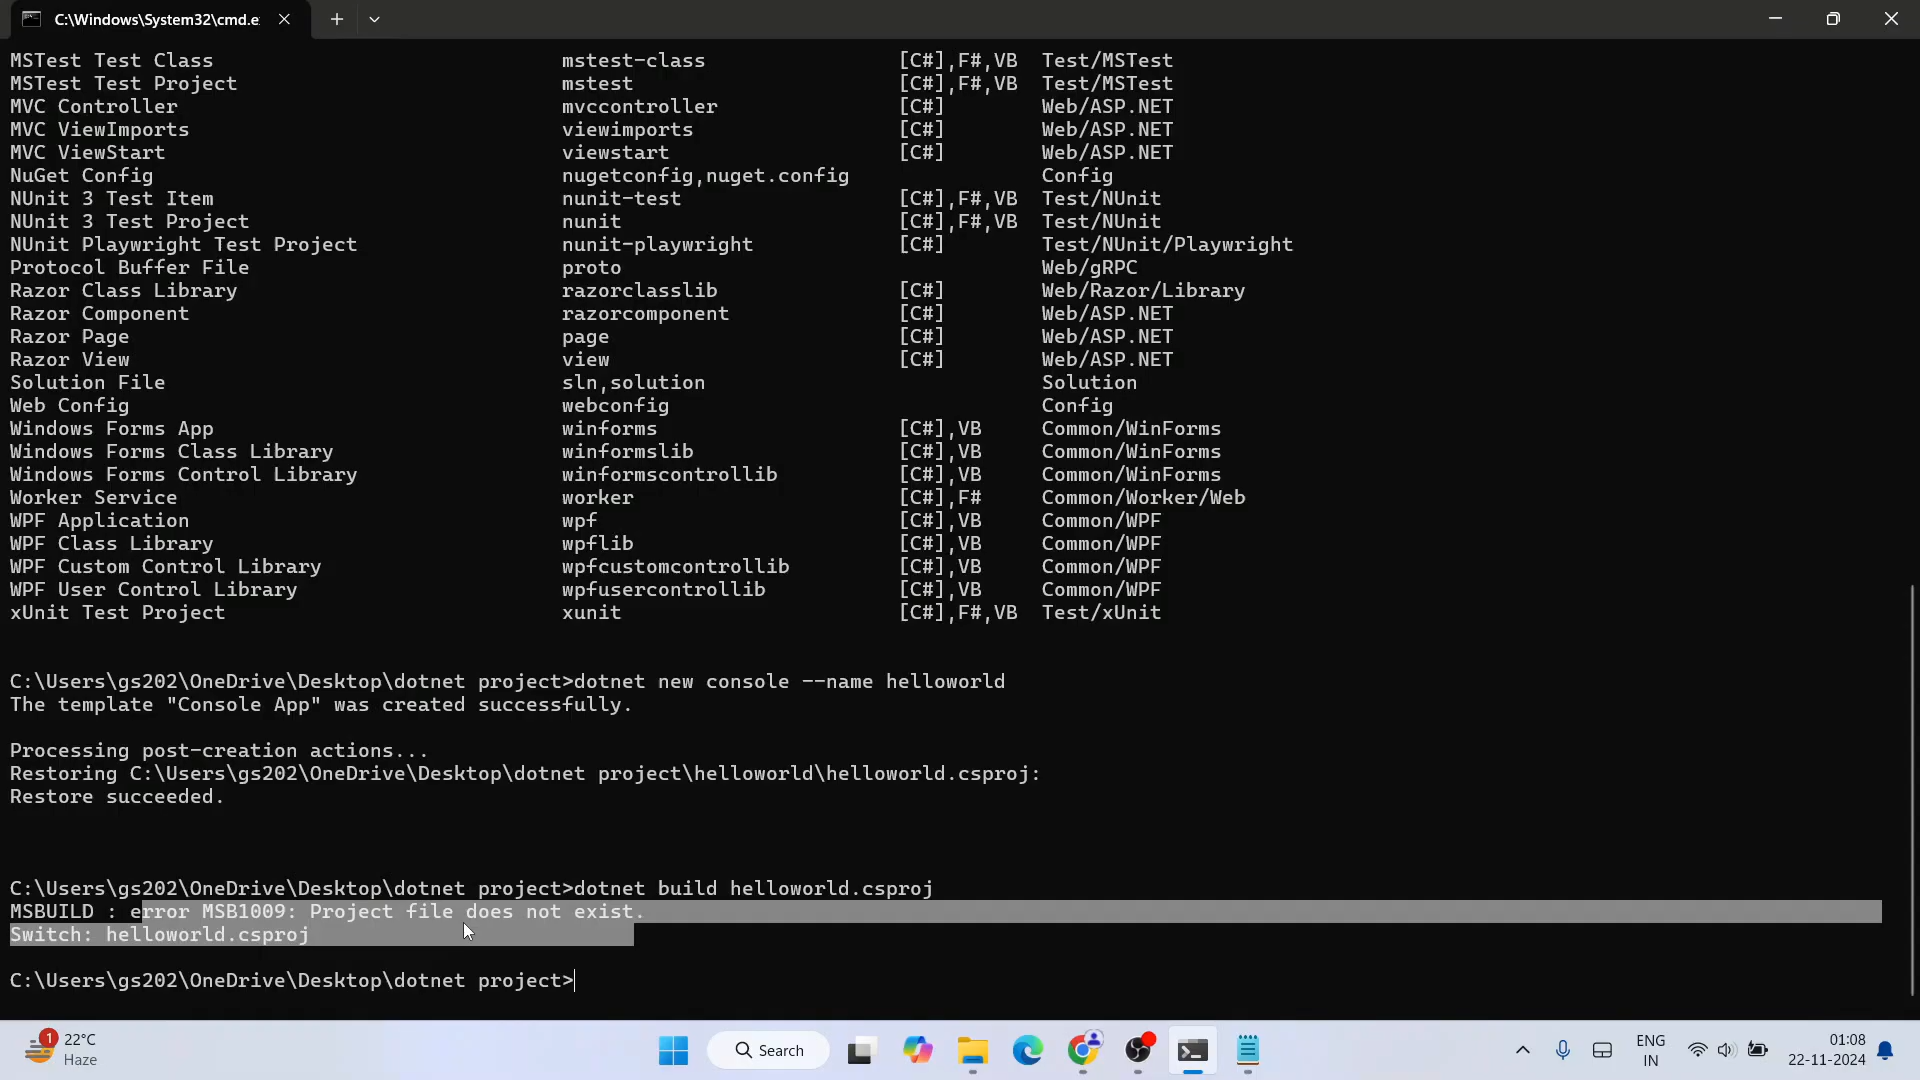 C:\Windows\System32\cmd.e
MSTest Test Class mstest-class [C#],F#,VB Test/MSTest
MSTest Test Project mstest [C#],F#,VB Test/MSTest
MVC Controller mvccontroller [C#] Web/ASP.NET
MVC ViewImports viewimports [C#] Web/ASP.NET
MVC ViewStart viewstart [C#] Web/ASP.NET
NuGet Config nugetconfig,nuget.config Config
NUnit 3 Test Item nunit-test [C#],F#,VB Test/NUnit
NUnit 3 Test Project nunit [C#],F#,VB Test/NUnit
NUnit Playwright Test Project nunit-playwright [C#] Test/NUnit/Playwright
Protocol Buffer File proto Web/gRPC
Razor Class Library razorclasslib [C#] Web/Razor/Library
Razor Component razorcomponent [C#] Web/ASP.NET
Razor Page page [C#] Web/ASP.NET
Razor View view [C#] Web/ASP.NET
Solution File sln,solution Solution
Web Config webconfig Config
Windows Forms App winforms [C#],VB Common/WinForms
Windows Forms Class Library winformslib [C#],VB Common/WinForms
Windows Forms Control Library winformscontrollib [C#],VB Common/WinForms
Worker Service worker [C#],F# Common/Worker/Web
WPF Application wpf [C#],VB Common/WPF
WPF Class Library wpflib [C#],VB Common/WPF
WPF Custom Control Library wpfcustomcontrollib [C#],VB Common/WPF
WPF User Control Library wpfusercontrollib [C#],VB Common/WPF
xUnit Test Project xunit [C#],F#,VB Test/xUnit
C:\Users\gs202\OneDrive\Desktop\dotnet project>dotnet new console --name helloworld
The template "Console App" was created successfully.
Processing post-creation actions...
Restoring C:\Users\gs202\OneDrive\Desktop\dotnet project\helloworld\helloworld.csproj:
Restore succeeded.
C:\Users\gs202\OneDrive\Desktop\dotnet project>dotnet build helloworld.csproj
MSBUILD : error MSB1009: Project file does not exist.
Switch: helloworld.csproj
C:\Users\gs202\OneDrive\Desktop\dotnet project>
1
22°C
Haze
Search
ENG
IN
01:08
22-11-2024